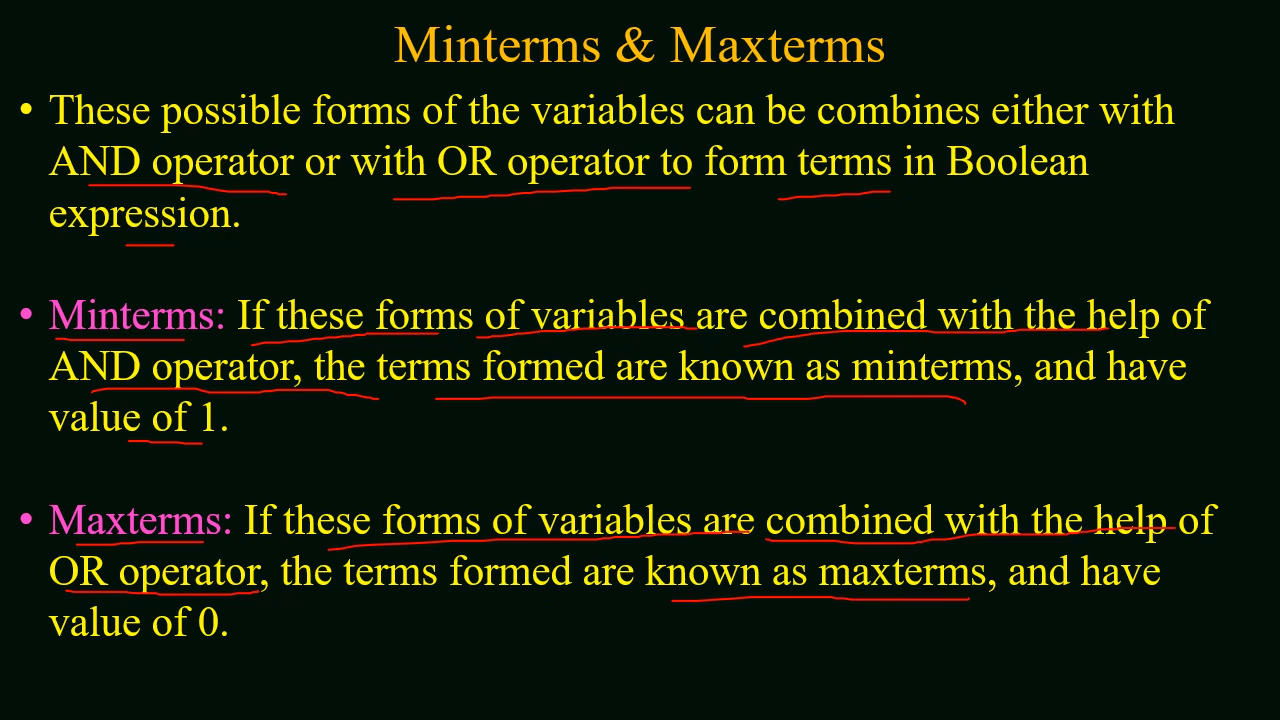 Minterms & Maxterms
• These possible forms of the variables can be combines either with
AND operator or with OR operator to form terms in Boolean
expression.
• Minterms: If these forms of variables are combined with the help of
AND operator, the terms formed are known as minterms, and have
value of 1.
• Maxterms: If these forms of variables are combined with the help of
OR operator, the terms formed are known as maxterms, and have
value of 0.